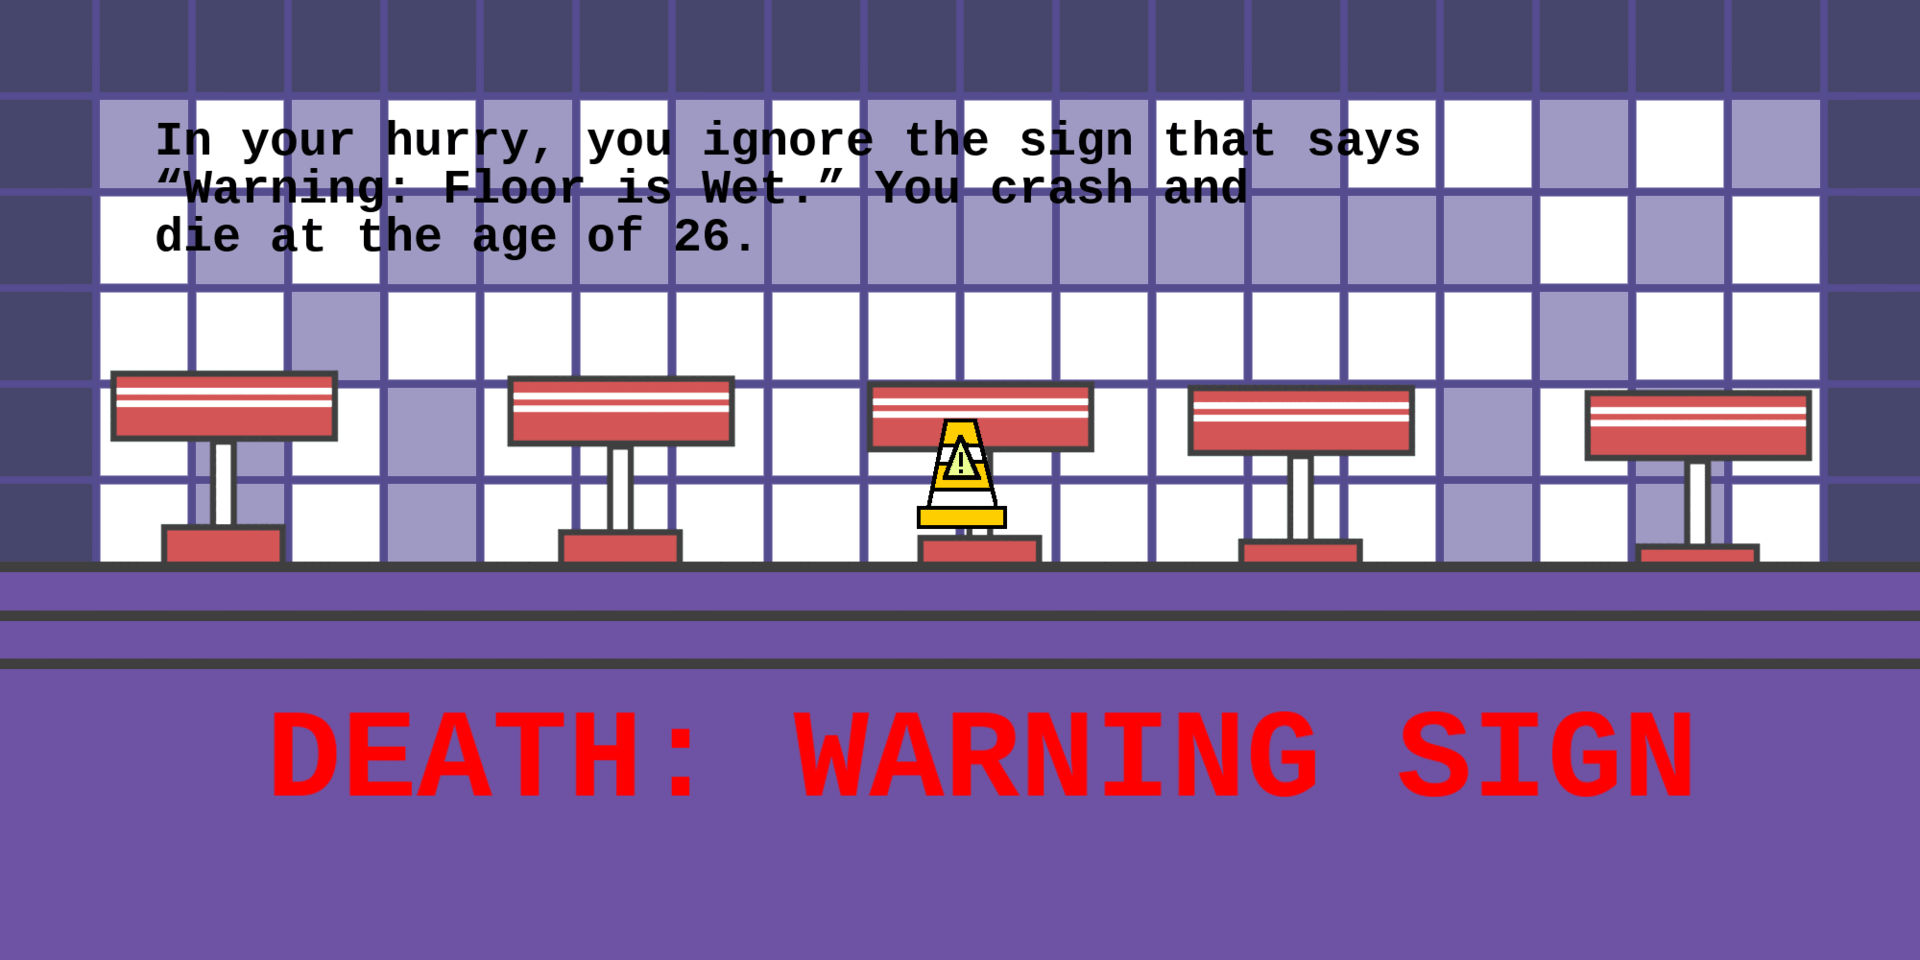 In your hurry, you ignore the sign that says
“Warning: Floor is Wet.” You crash and
die at the age of 26.
!
DEATH: WARNING SIGN